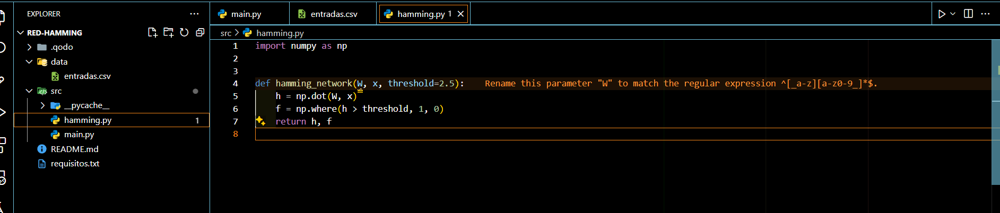 EXPLORER ...
RED-HAMMING
.qodo
data
entradas.csv
src
__pycache__
hamming.py 1
main.py
README.md
requisitos.txt
main.py entradas.csv hamming.py 1
src > hamming.py
1 import numpy as np
2
3
4 def hamming_network(W, x, threshold=2.5): Rename this parameter "W" to match the regular expression ^[_a-z][a-z0-9_]*$.
5 h = np.dot(W, x)
6 f = np.where(h > threshold, 1, 0)
7 return h, f
8